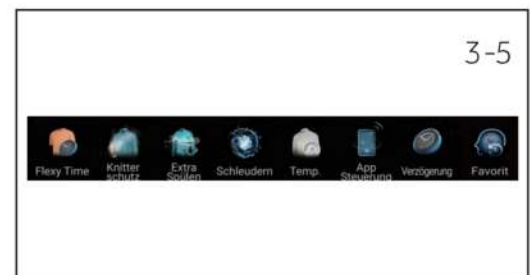 3-5
Flexy Time
Knitter
schutz
Extra
Spülen
Schleudern
Temp.
App
Steuerung
Verzögerung
Favorit